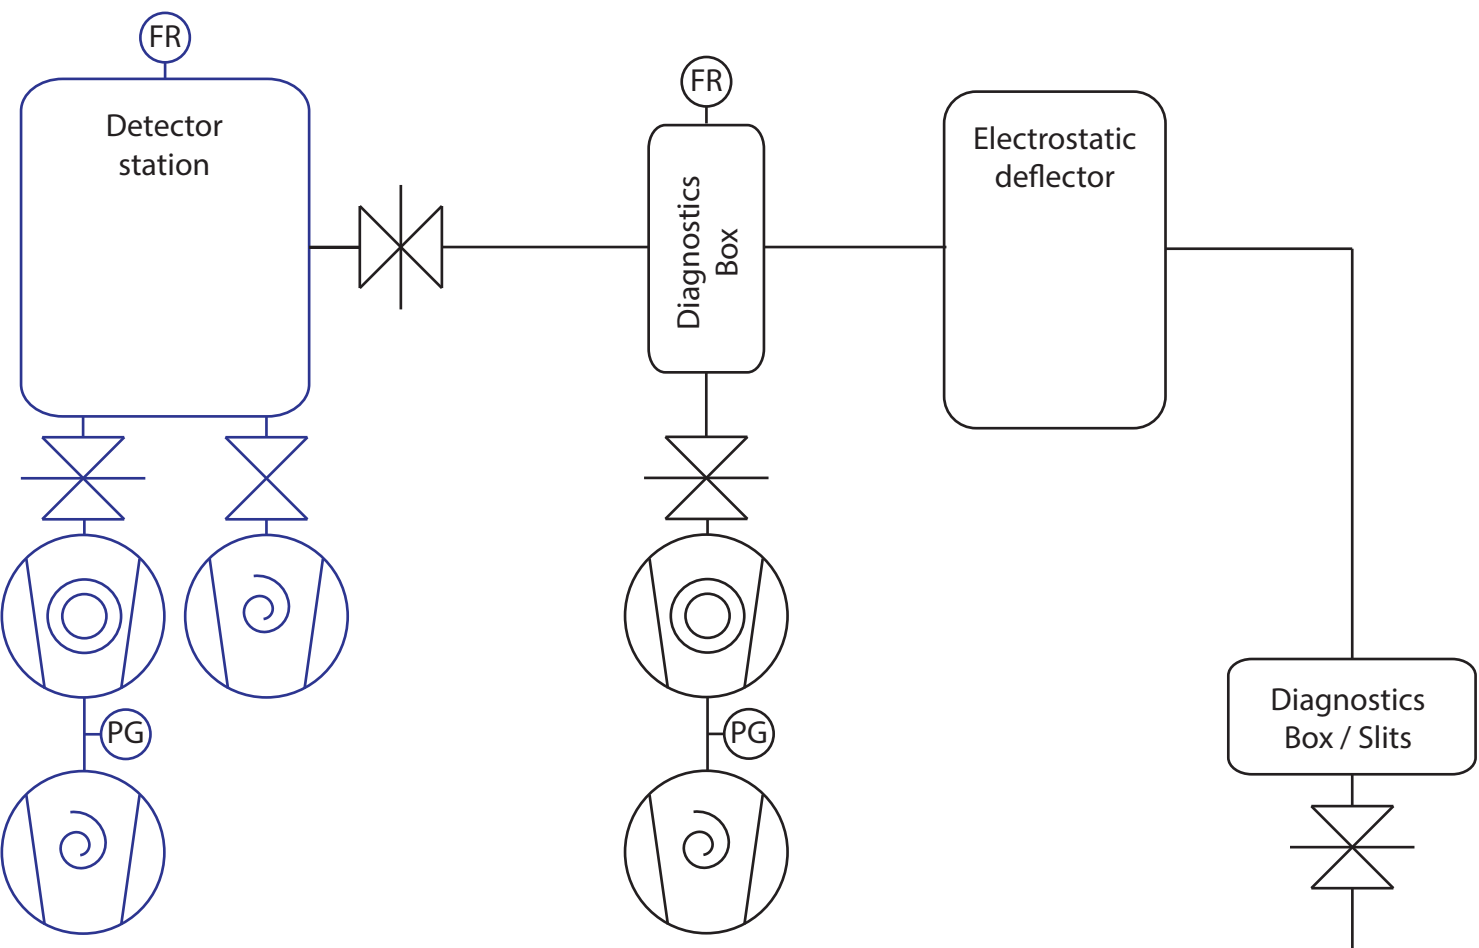 FR
Detector
station
FR
Diagnostics
Box
Electrostatic
deflector
PG
PG
Diagnostics
Box / Slits